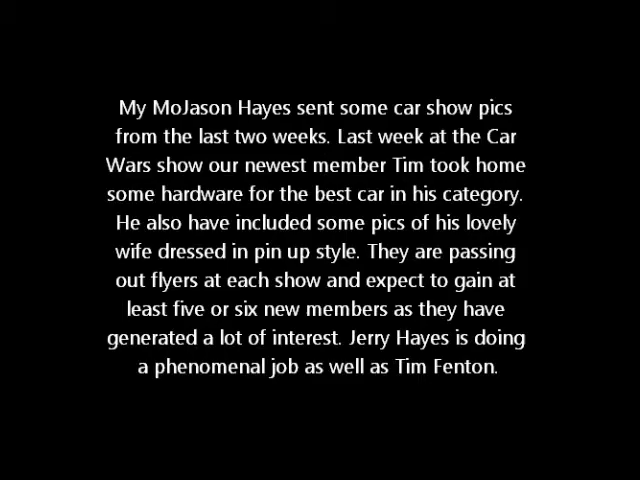 My MoJason Hayes sent some car show pics
from the last two weeks. Last week at the Car
Wars show our newest member Tim took home
some hardware for the best car in his category.
He also have included some pics of his lovely
wife dressed in pin up style. They are passing
out flyers at each show and expect to gain at
least five or six new members as they have
generated a lot of interest. Jerry Hayes is doing
a phenomenal job as well as Tim Fenton.